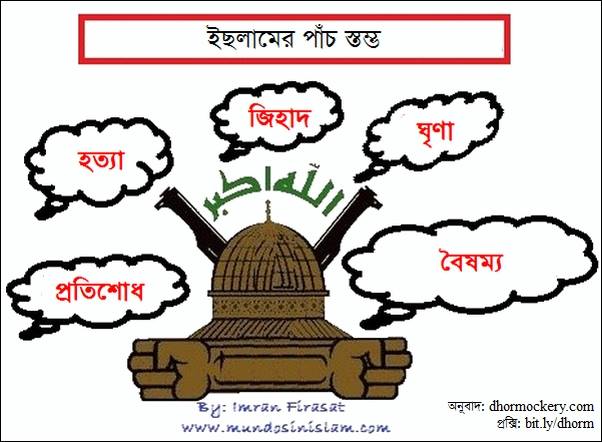 ইছলামের পাঁচ স্তম্ভ
জিহাদ
ঘৃণা
হত্যা
الله اكبر
বৈষম্য
প্রতিশোধ
By: Imran Firasat
www.mundosinislam.com
অনুবাদ: dhormockery.com
প্রক্সি: bit.ly/dhorm